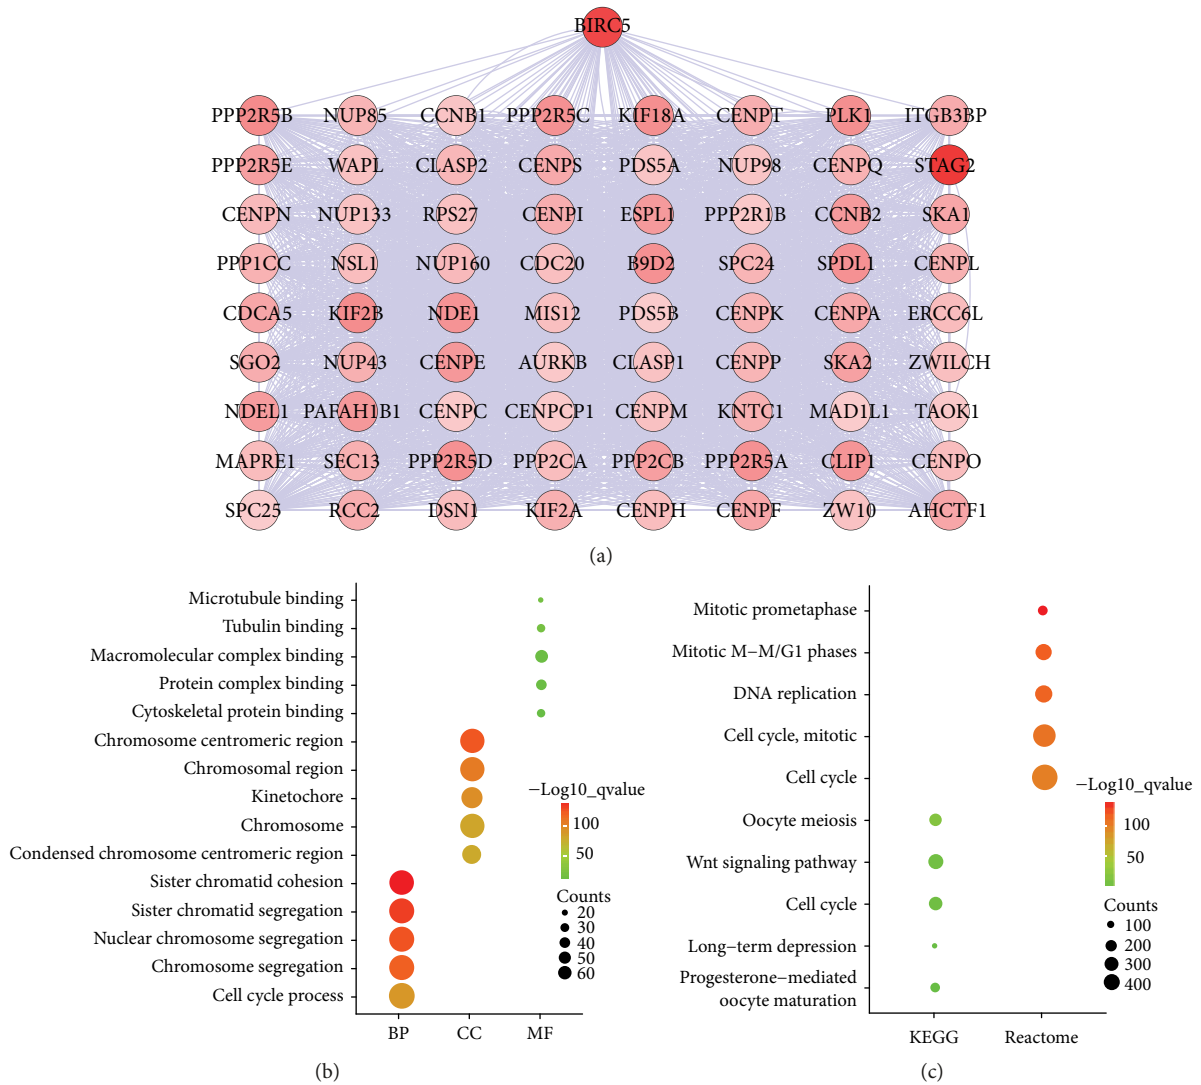 BIRC5
PPP2R5B NUP85 CCNB1 PPP2R5C KIF18A CENPT PLK1 ITGB3BP
PPP2R5E WAPL CLASP2 CENPS PDS5A NUP98 CENPQ STAG2
CENPN NUP133 RPS27 CENPI ESPL1 PPP2R1B CCNB2 SKA1
PPP1CC NSL1 NUP160 CDC20 B9D2 SPC24 SPDL1 CENPL
CDCA5 KIF2B NDE1 MIS12 PDS5B CENPK CENPA ERCC6L
SGO2 NUP43 CENPE AURKB CLASP1 CENPP SKA2 ZWILCH
NDEL1 PAFAH1B1 CENPC CENPCP1 CENPM KNTC1 MAD1L1 TAOK1
MAPRE1 SEC13 PPP2R5D PPP2CA PPP2CB PPP2R5A CLIP1 CENPO
SPC25 RCC2 DSN1 KIF2A CENPH CENPF ZW10 AHCTF1
(a)
Microtubule binding
Tubulin binding
Macromolecular complex binding
Protein complex binding
Cytoskeletal protein binding
Chromosome centromeric region
Chromosomal region
Kinetochore
Chromosome
Condensed chromosome centromeric region
Sister chromatid cohesion
Sister chromatid segregation
Nuclear chromosome segregation
Chromosome segregation
Cell cycle process
BP CC MF
−Log10_qvalue
100
50
Counts
20
30
40
50
60
(b)
Mitotic prometaphase
Mitotic M−M/G1 phases
DNA replication
Cell cycle, mitotic
Cell cycle
Oocyte meiosis
Wnt signaling pathway
Cell cycle
Long−term depression
Progesterone−mediated
oocyte maturation
KEGG Reactome
−Log10_qvalue
100
50
Counts
100
200
300
400
(c)